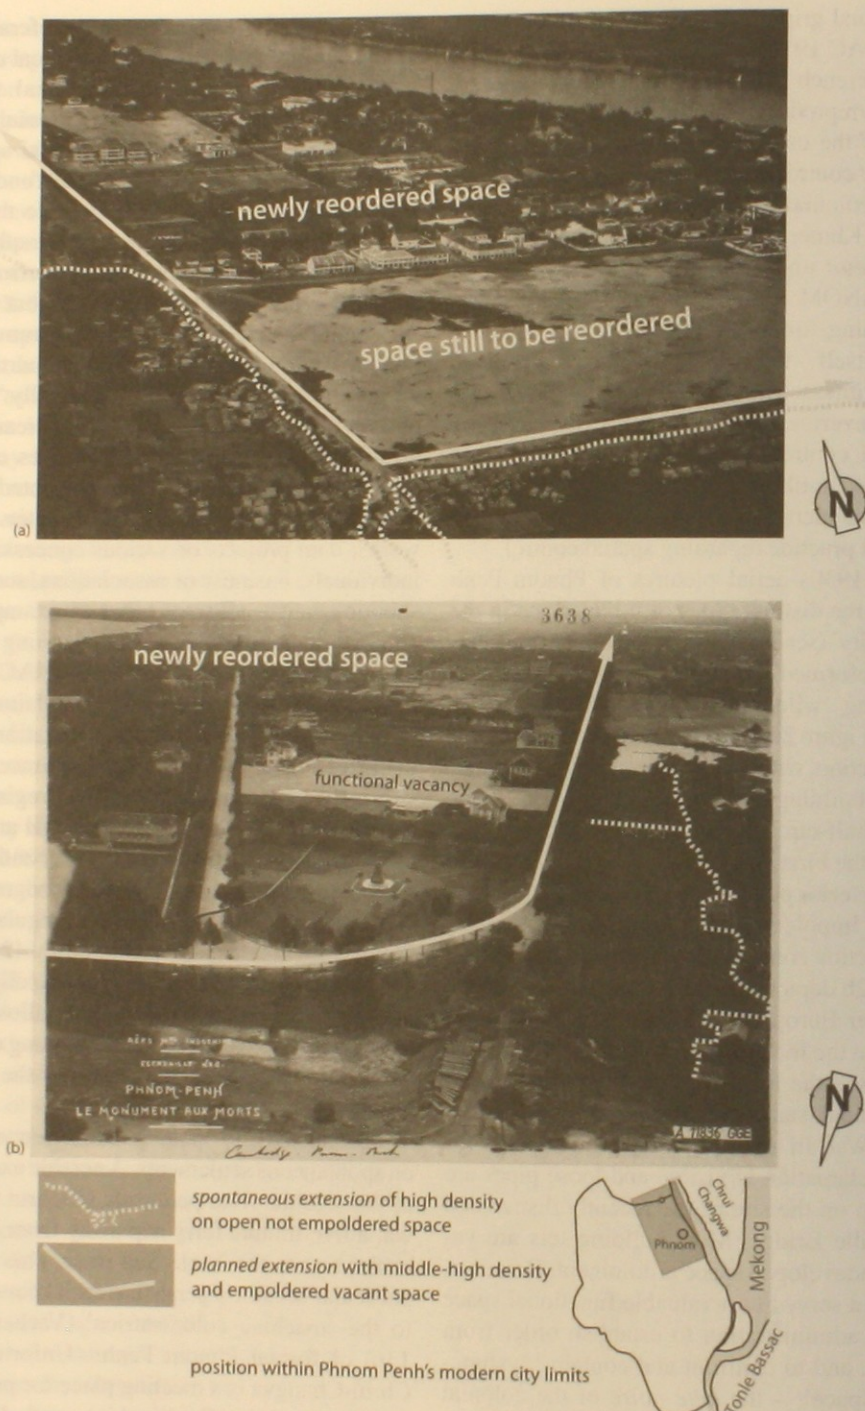 newly reordered space
space still to be reordered
N
(a)
3638
newly reordered space
functional vacancy
PHNOM-PENH
LE MONUMENT AUX MORTS
A 11836 GGE
N
(b)
spontaneous extension of high density
on open not empoldered space
planned extension with middle-high density
and empoldered vacant space
position within Phnom Penh's modern city limits
Chrui
Changwa
Phnom
Mekong
Tonle Bassac